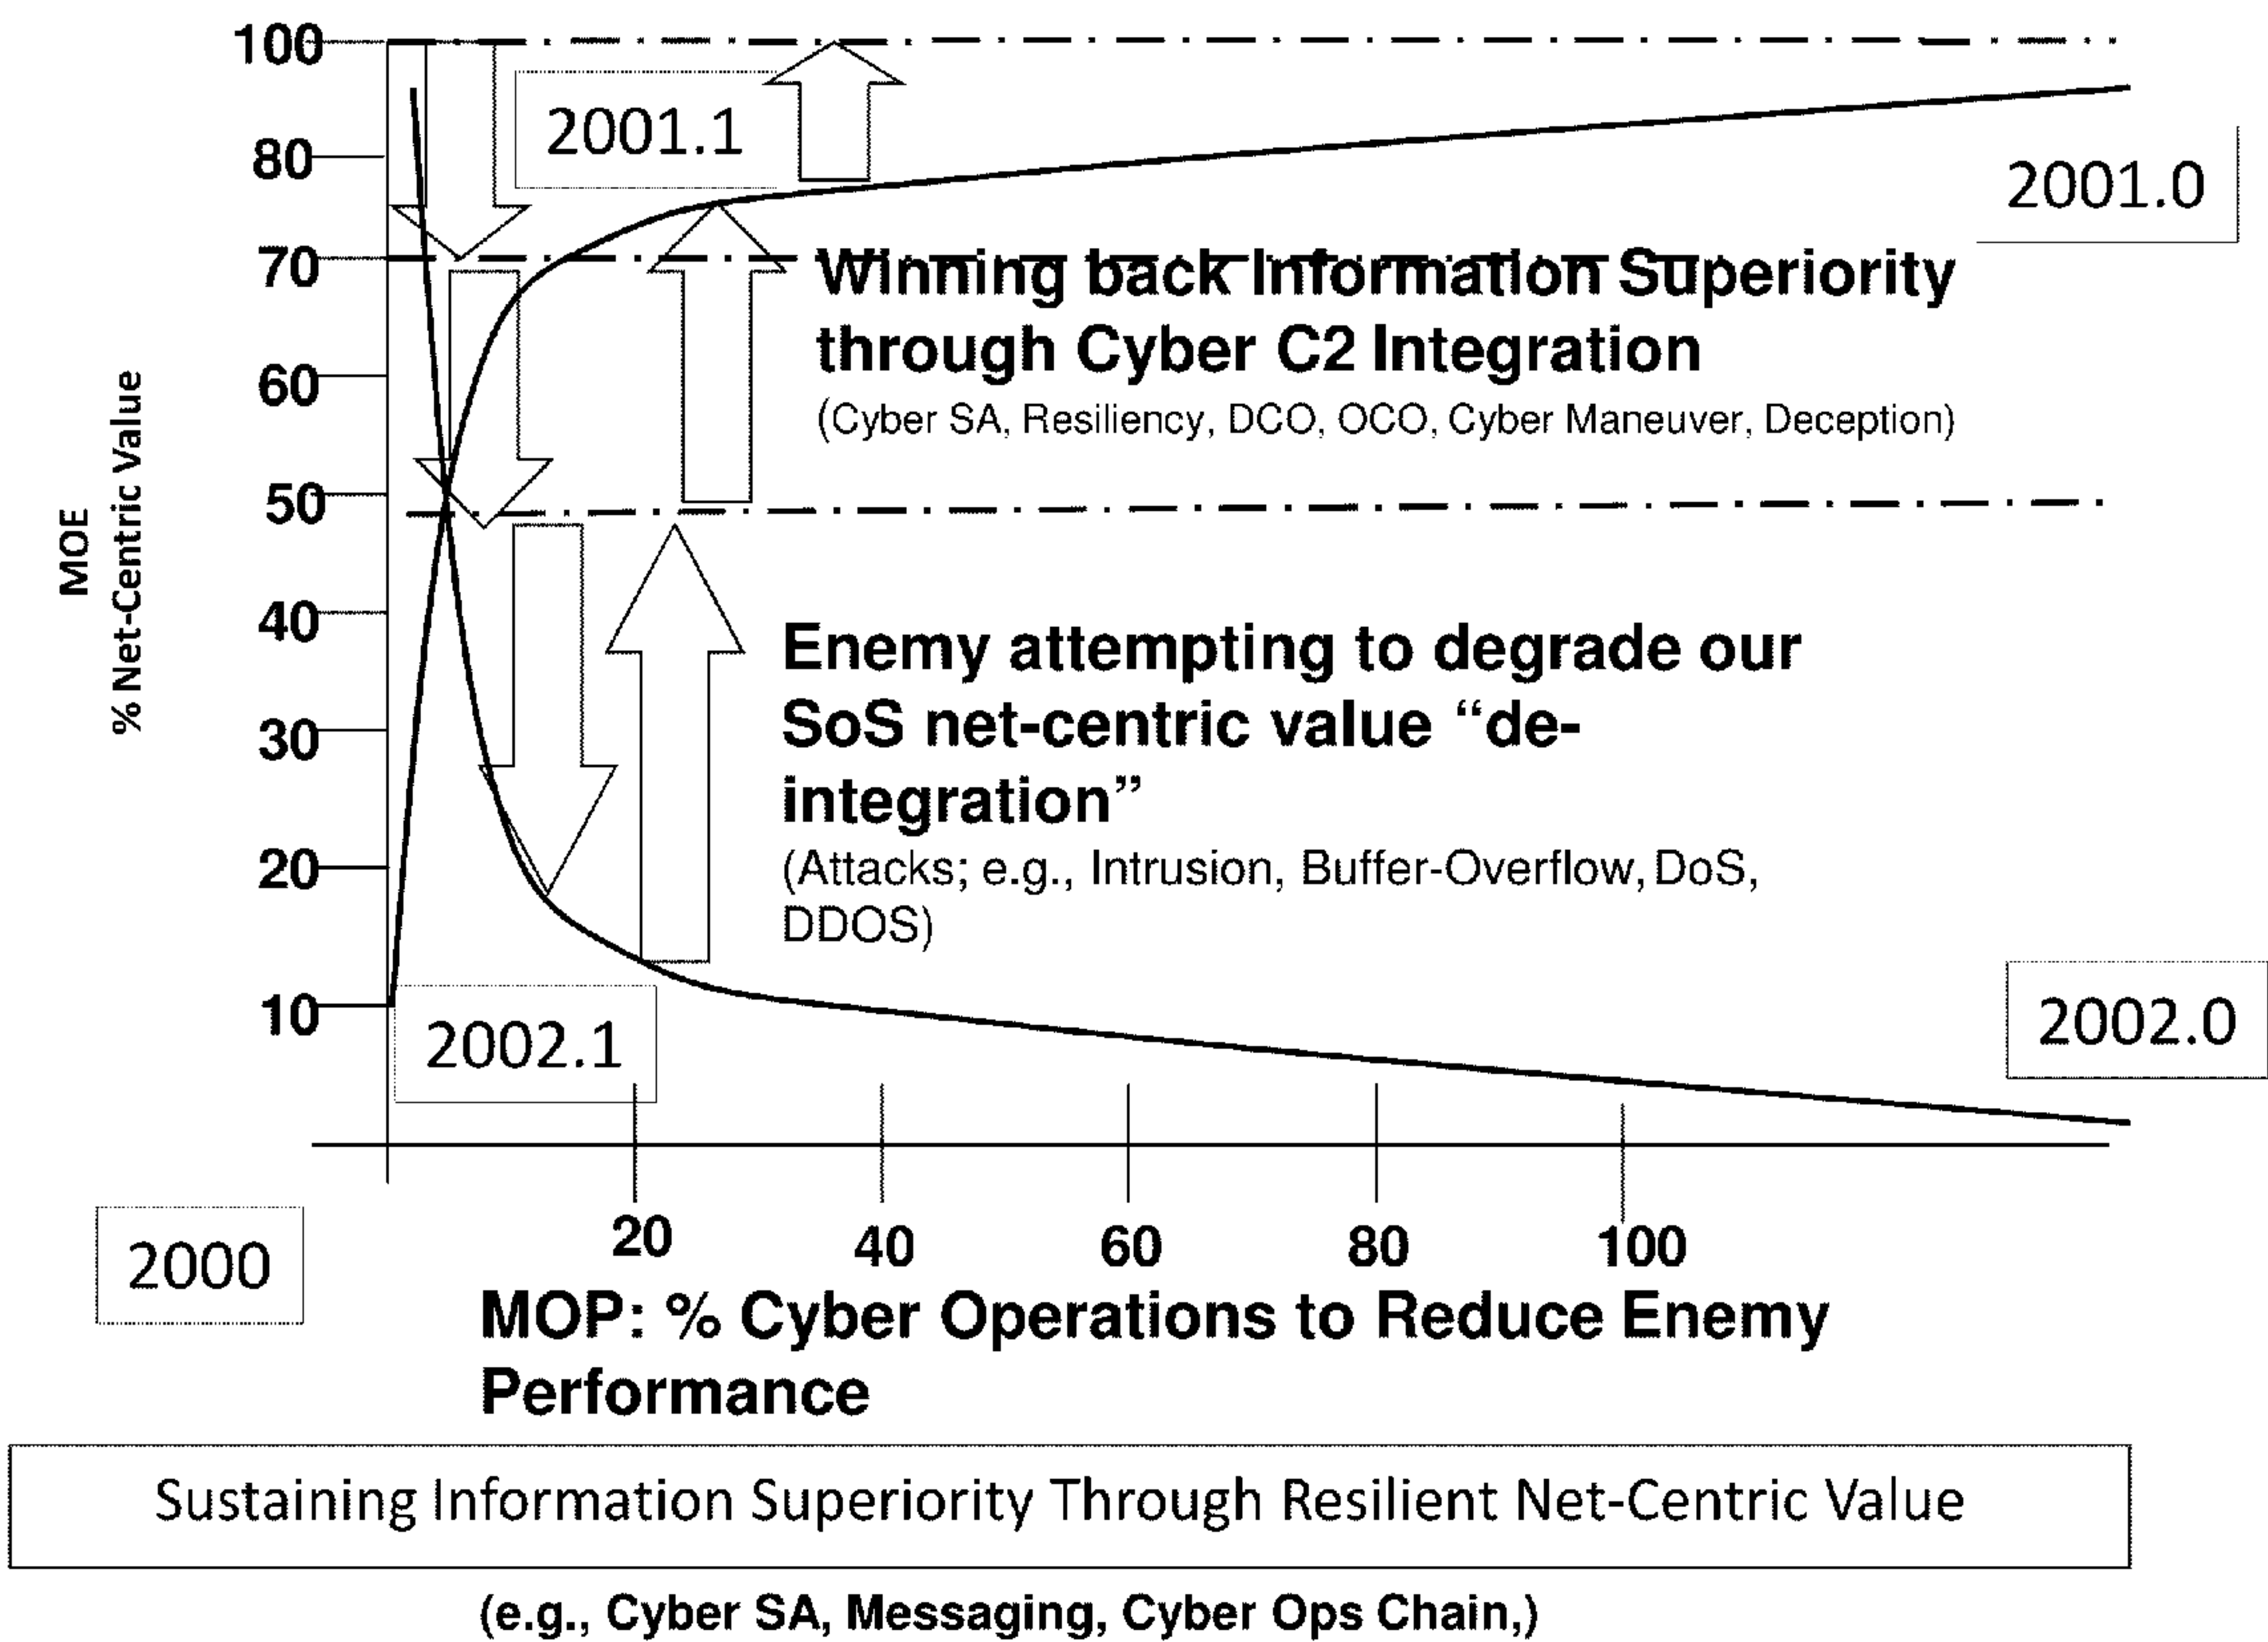 100
2001.1
80
2001.0
70
Winning back Information Superiority
through Cyber C2 Integration
(Cyber SA, Resiliency, DCO, OCO, Cyber Maneuver, Deception)
60
50
MOE
% Net-Centric Value
40
Enemy attempting to degrade our
SoS net-centric value “de-
integration”
(Attacks; e.g., Intrusion, Buffer-Overflow, DoS,
DDOS)
30
20
10
2002.1
2002.0
20 40 60 80 100
2000
MOP: % Cyber Operations to Reduce Enemy
Performance
Sustaining Information Superiority Through Resilient Net-Centric Value
(e.g., Cyber SA, Messaging, Cyber Ops Chain,)